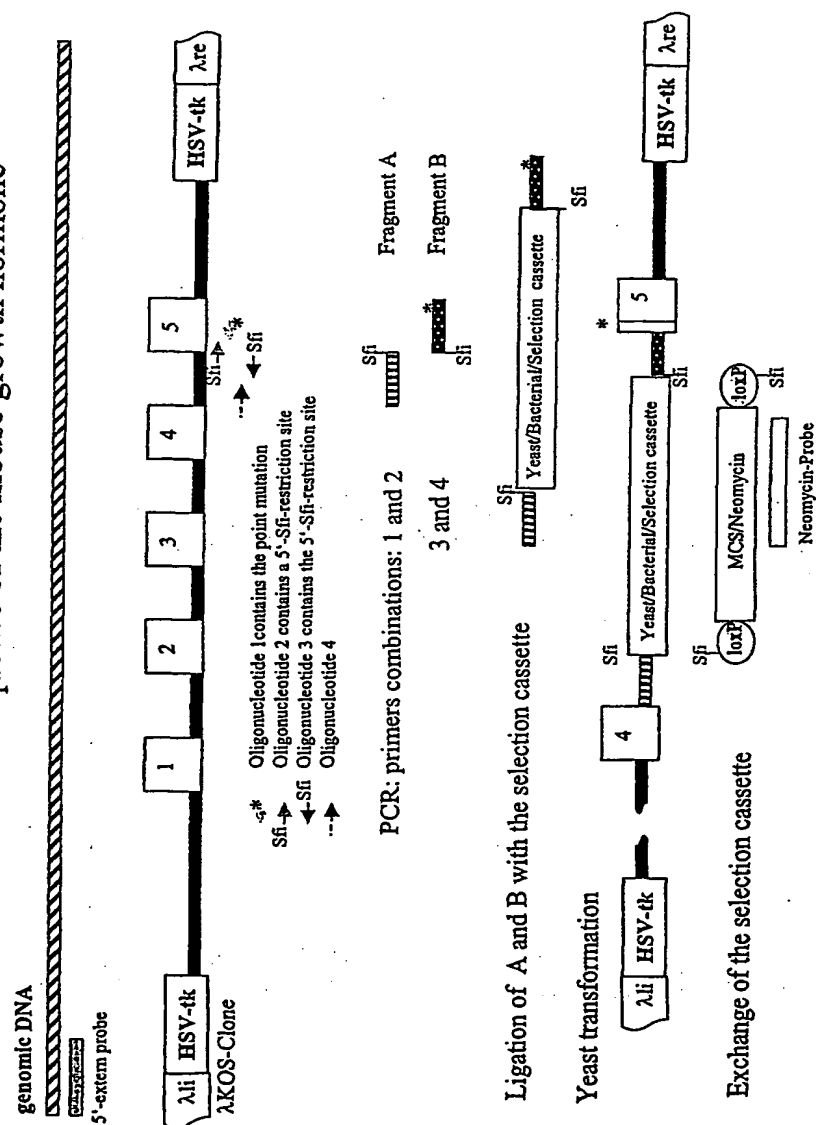 genomic DNA
5'-extern probe
λli HSV-tk 1 2 3 4 5 HSV-tk λre
λKOS-Clone
Sfi
Sfi
* Oligonucleotide 1contains the point mutation
Sfi Oligonucleotide 2 contains a 5'-Sfi-restriction site
Sfi Oligonucleotide 3 contains the 5'-Sfi-restriction site
Oligonucleotide 4
PCR: primers combinations: 1 and 2 Sfi Fragment A
3 and 4 Sfi * Fragment B
Ligation of A and B with the selection cassette
Sfi Yeast/Bacterial/Selection cassette * Sfi
Yeast transformation
λli HSV-tk 4 Sfi Yeast/Bacterial/Selection cassette Sfi * 5 HSV-tk λre
Exchange of the selection cassette
Sfi loxP MCS/Neomycin loxP Sfi
Neomycin-Probe